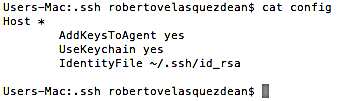 Users-Mac:.ssh robertovelasquezdean$ cat config
Host *
AddKeysToAgent yes
UseKeychain yes
IdentityFile ~/.ssh/id_rsa
Users-Mac:.ssh robertovelasquezdean$